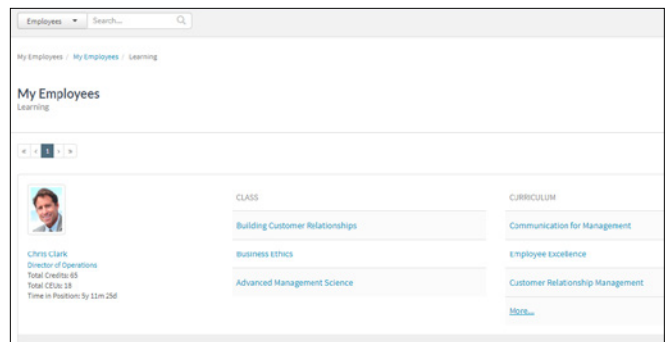 Employees Search...
My Employees / My Employees / Learning
My Employees
Learning
« ‹ 1 › »
CLASS
CURRICULUM
Building Customer Relationships
Communication for Management
Business Ethics
Employee Excellence
Advanced Management Science
Customer Relationship Management
More...
Chris Clark
Director of Operations
Total Credits: 65
Total CEUs: 18
Time in Position: 5y 11m 25d